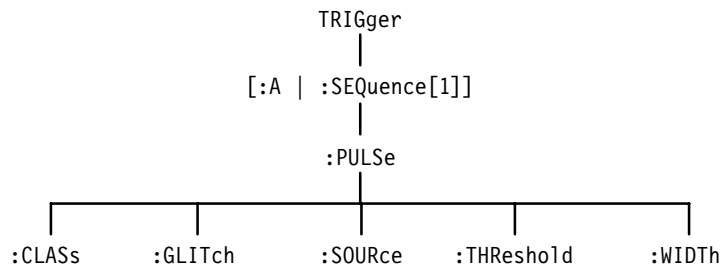 TRIGger
[:A | :SEQuence[1]]
:PULSe
:CLASs :GLITch :SOURce :THReshold :WIDTh